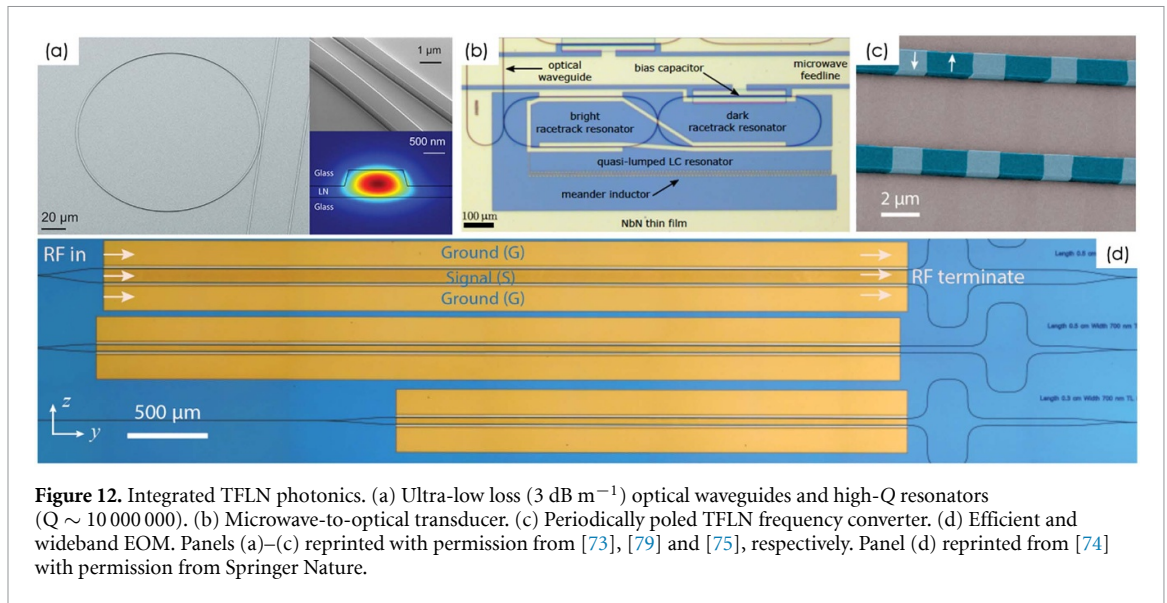 (a)
1 μm
500 nm
Glass
LN
Glass
20 μm
(b)
optical
waveguide
bias capacitor
microwave
feedline
bright
racetrack resonator
dark
racetrack resonator
quasi-lumped LC resonator
meander inductor
100 μm
NbN thin film
(c)
2 μm
(d)
RF in
Ground (G)
Signal (S)
Ground (G)
RF terminate
z
y
500 μm
Figure 12. Integrated TFLN photonics. (a) Ultra-low loss (3 dB m⁻¹) optical waveguides and high-Q resonators
(Q ∼ 10 000 000). (b) Microwave-to-optical transducer. (c) Periodically poled TFLN frequency converter. (d) Efficient and
wideband EOM. Panels (a)–(c) reprinted with permission from [73], [79] and [75], respectively. Panel (d) reprinted from [74]
with permission from Springer Nature.